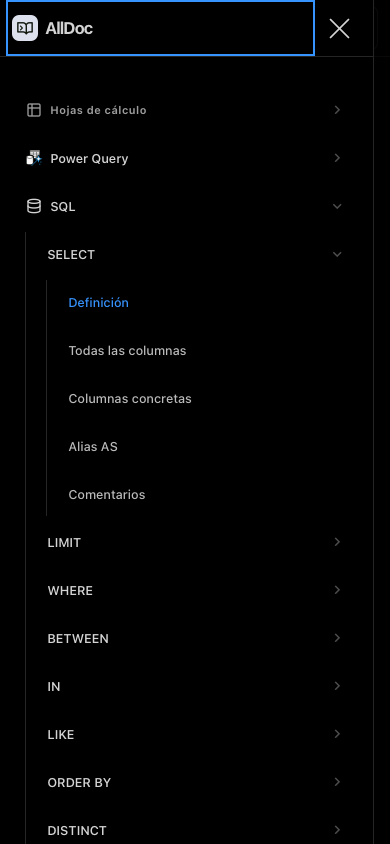 AllDoc
Hojas de cálculo
Power Query
SQL
SELECT
Definición
Todas las columnas
Columnas concretas
Alias AS
Comentarios
LIMIT
WHERE
BETWEEN
IN
LIKE
ORDER BY
DISTINCT